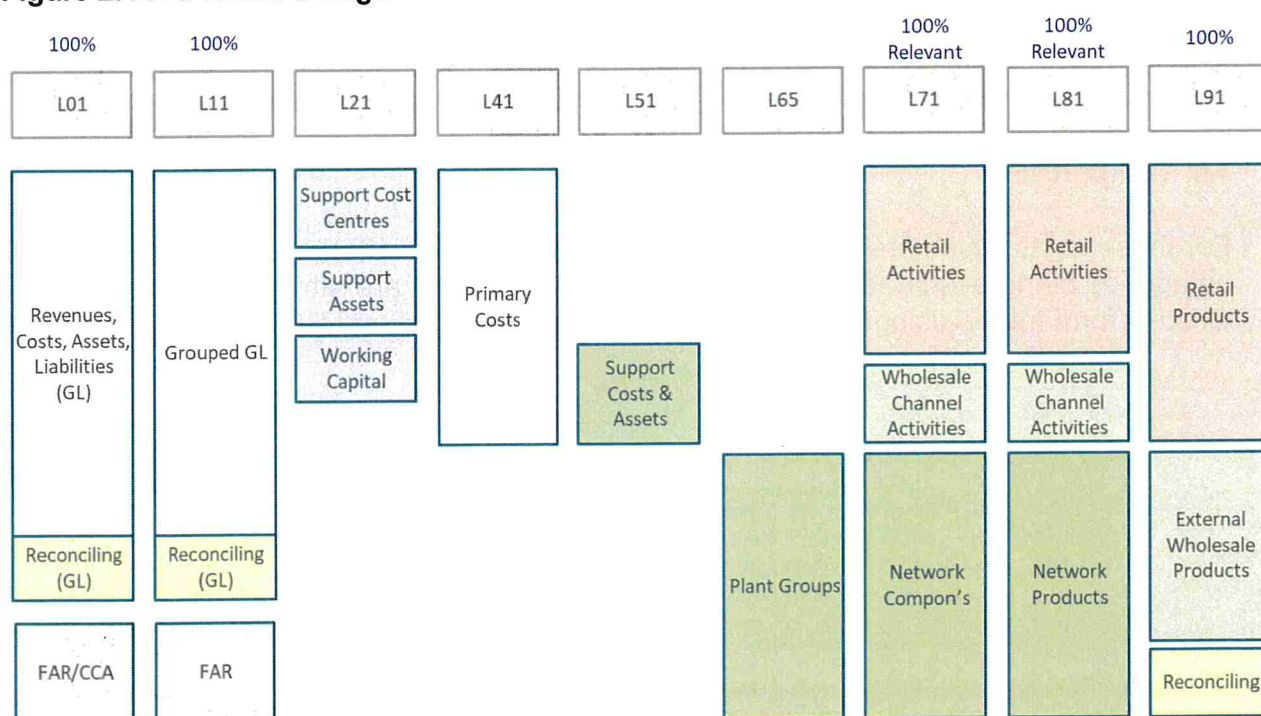 100%
100%
100%
Relevant
100%
Relevant
100%
L01
L11
L21
L41
L51
L65
L71
L81
L91
Revenues,
Costs, Assets,
Liabilities
(GL)
Reconciling
(GL)
FAR/CCA
Grouped GL
Reconciling
(GL)
FAR
Support Cost
Centres
Support
Assets
Working
Capital
Primary
Costs
Support
Costs &
Assets
Plant Groups
Retail
Activities
Wholesale
Channel
Activities
Network
Compon's
Retail
Activities
Wholesale
Channel
Activities
Network
Products
Retail
Products
External
Wholesale
Products
Reconciling